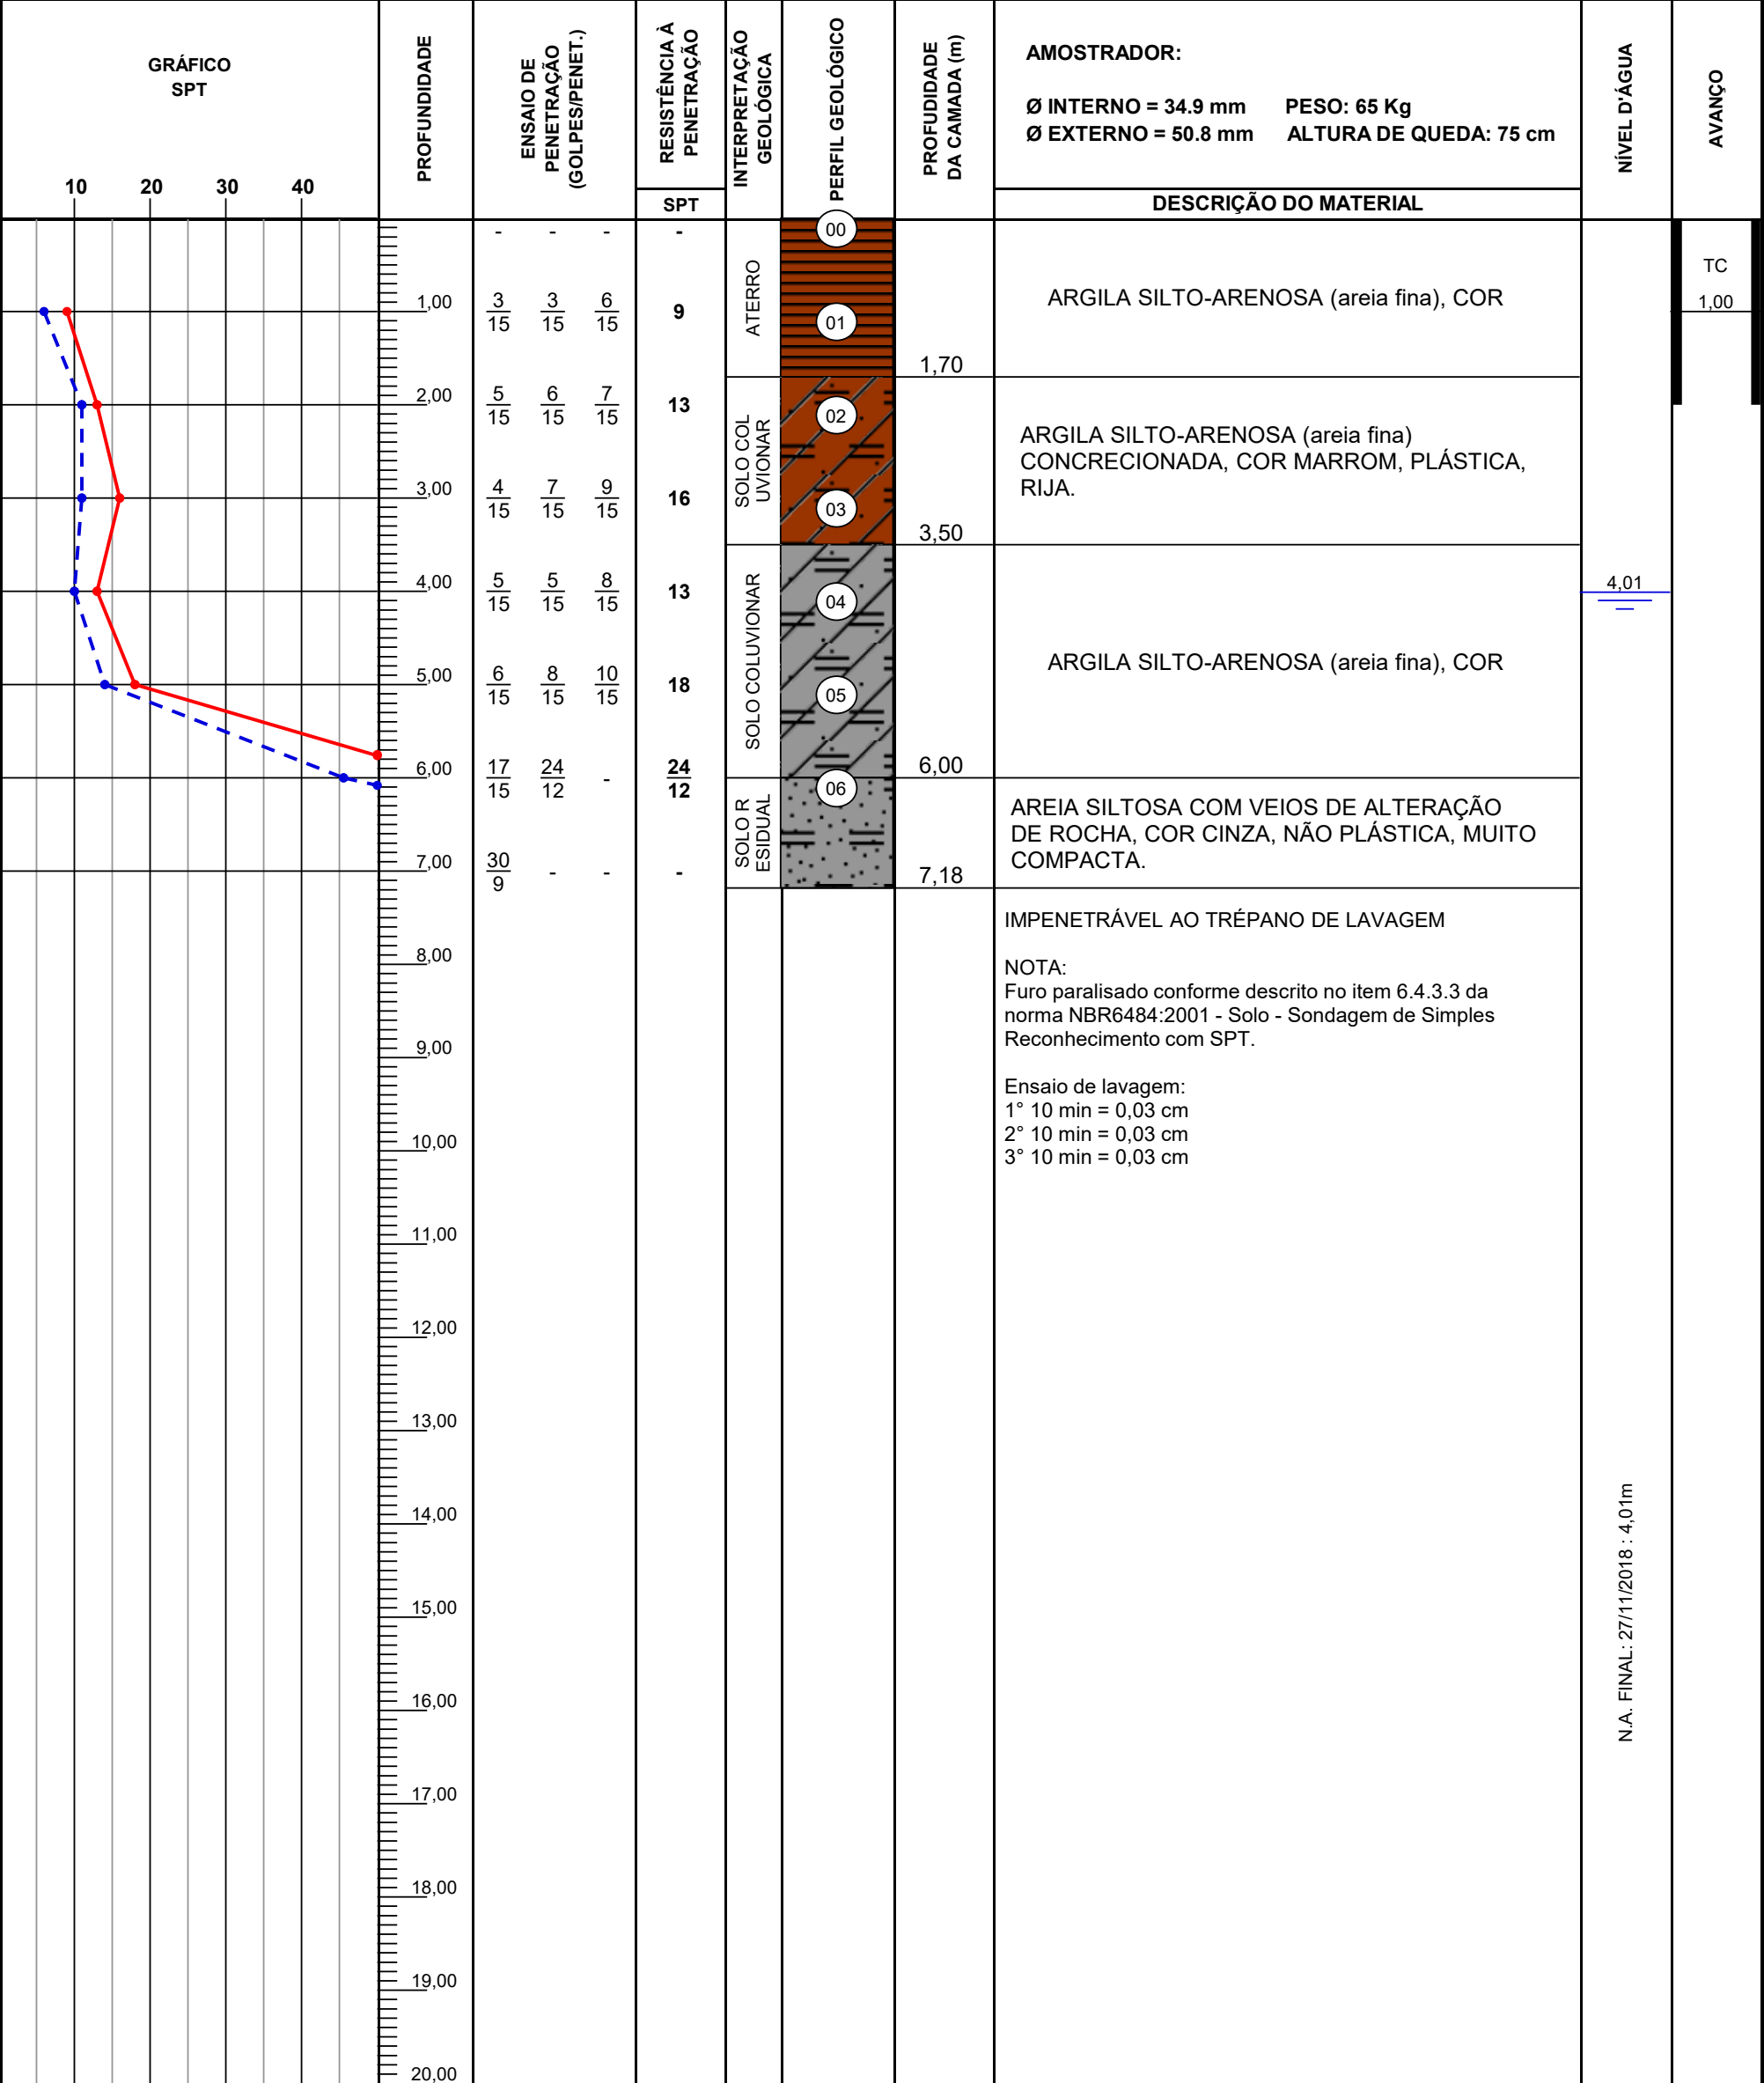 GRÁFICO
SPT
10 20 30 40
PROFUNDIDADE
ENSAIO DE
PENETRAÇÃO
(GOLPES/PENET.)
RESISTÊNCIA À
PENETRAÇÃO
SPT
INTERPRETAÇÃO
GEOLÓGICA
PERFIL GEOLÓGICO
PROFUDIDADE
DA CAMADA (m)
AMOSTRADOR:
Ø INTERNO = 34.9 mm PESO: 65 Kg
Ø EXTERNO = 50.8 mm ALTURA DE QUEDA: 75 cm
DESCRIÇÃO DO MATERIAL
NÍVEL D'ÁGUA
AVANÇO
- - - -
00
TC
1,00
1,00
3 3 6
15 15 15
9
ATERRO
01
ARGILA SILTO-ARENOSA (areia fina), COR
1,70
2,00
5 6 7
15 15 15
13
02
SOLO COL
UVIONAR
ARGILA SILTO-ARENOSA (areia fina)
CONCRECIONADA, COR MARROM, PLÁSTICA,
RIJA.
3,00
4 7 9
15 15 15
16
03
3,50
4,00
5 5 8
15 15 15
13
04
4,01
SOLO COLUVIONAR
ARGILA SILTO-ARENOSA (areia fina), COR
5,00
6 8 10
15 15 15
18
05
6,00
6,00
17 24 -
15 12
24
12
06
SOLO R
ESIDUAL
AREIA SILTOSA COM VEIOS DE ALTERAÇÃO
DE ROCHA, COR CINZA, NÃO PLÁSTICA, MUITO
COMPACTA.
7,00
30 - - -
9
7,18
IMPENETRÁVEL AO TRÉPANO DE LAVAGEM
8,00
NOTA:
Furo paralisado conforme descrito no item 6.4.3.3 da
norma NBR6484:2001 - Solo - Sondagem de Simples
Reconhecimento com SPT.
9,00
Ensaio de lavagem:
1° 10 min = 0,03 cm
2° 10 min = 0,03 cm
3° 10 min = 0,03 cm
10,00
11,00
12,00
13,00
14,00
15,00
16,00
17,00
18,00
19,00
20,00
N.A. FINAL: 27/11/2018 : 4,01m